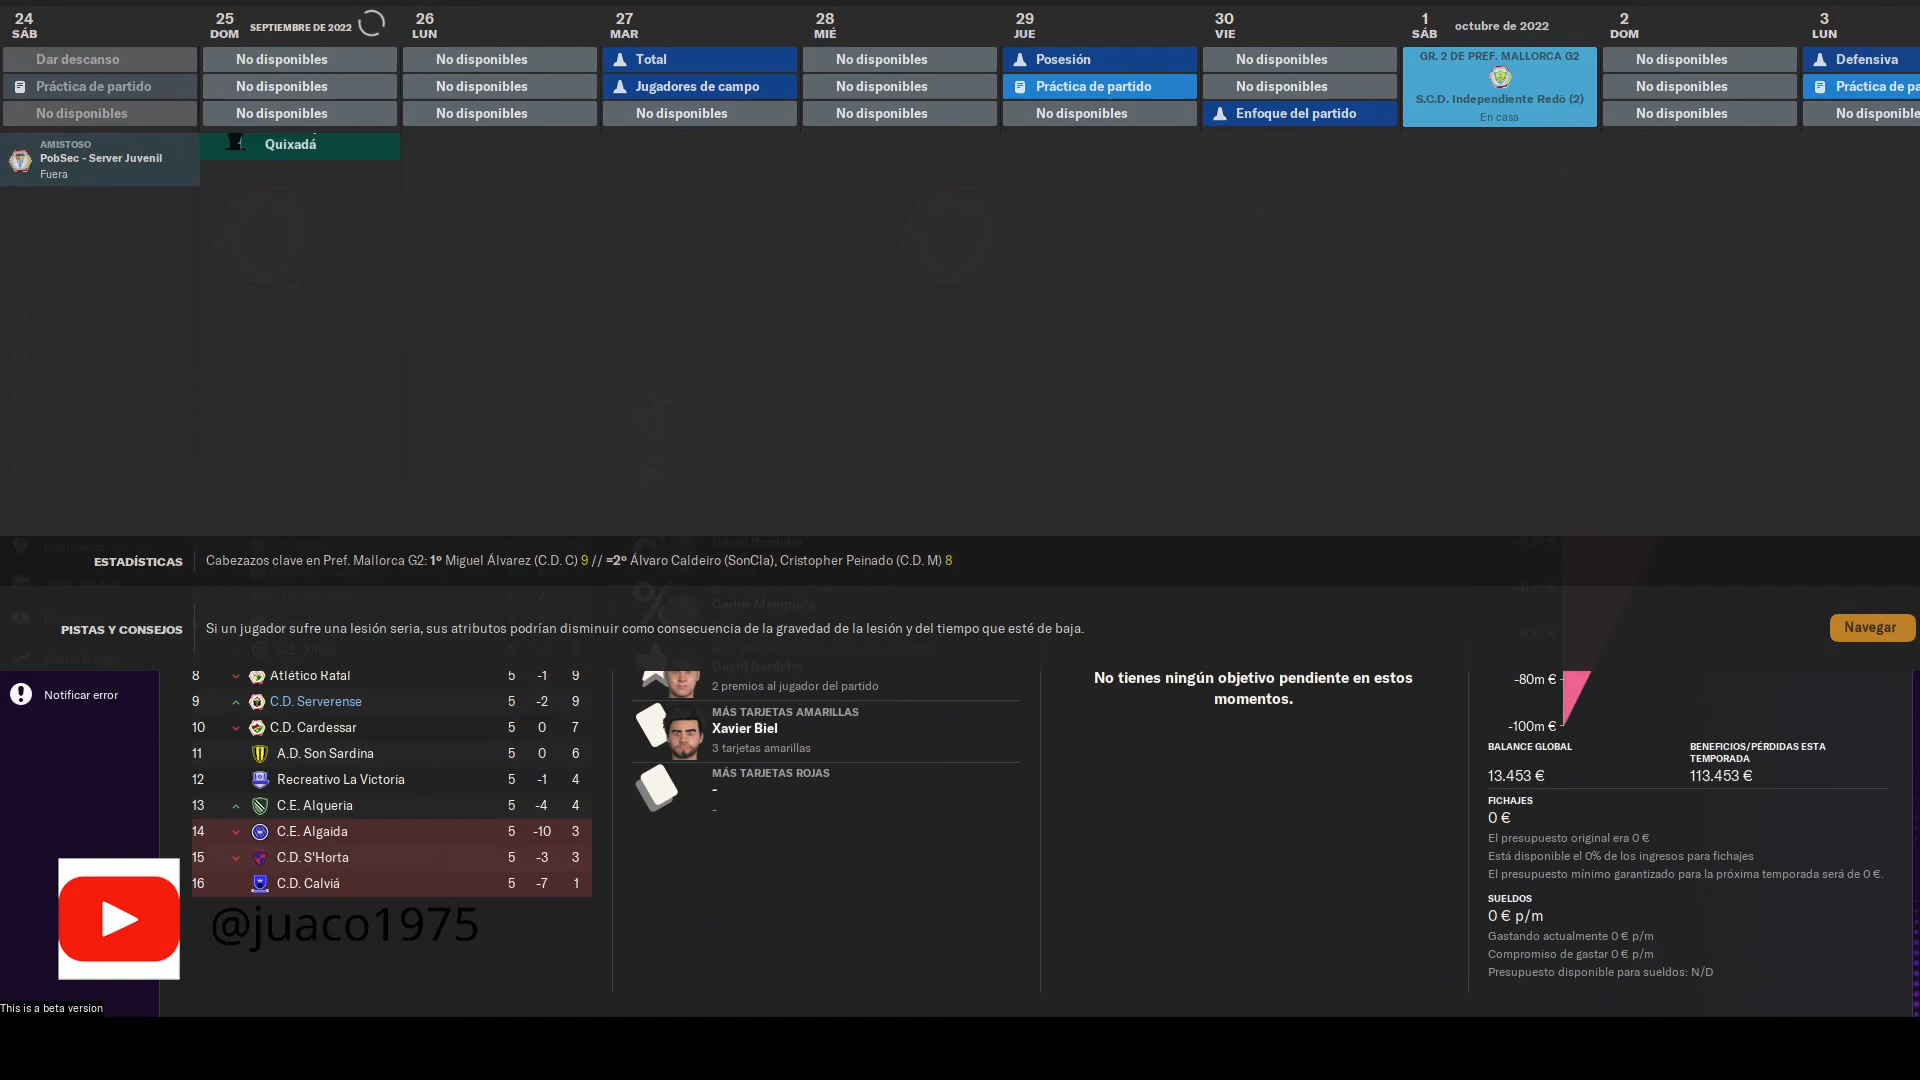 24 SÁB
25 DOM SEPTIEMBRE DE 2022
26 LUN
27 MAR
28 MIÉ
29 JUE
30 VIE
1 SÁB octubre de 2022
2 DOM
3 LUN
Dar descanso No disponibles No disponibles Total No disponibles Posesión No disponibles GR. 2 DE PREF. MALLORCA G2 No disponibles Defensiva
Práctica de partido No disponibles No disponibles Jugadores de campo No disponibles Práctica de partido No disponibles S.C.D. Independiente Redò (2) No disponibles Práctica de pa
No disponibles No disponibles No disponibles No disponibles No disponibles No disponibles Enfoque del partido En casa No disponibles No disponible
AMISTOSO
PobSec - Server Juvenil
Fuera
Quixadá
ESTADÍSTICAS Cabezazos clave en Pref. Mallorca G2: 1º Miguel Álvarez (C.D. C) 9 // =2º Álvaro Caldeiro (SonCla), Cristopher Peinado (C.D. M) 8
PISTAS Y CONSEJOS Si un jugador sufre una lesión seria, sus atributos podrían disminuir como consecuencia de la gravedad de la lesión y del tiempo que esté de baja.
Navegar
Notificar error
8 Atlético Rafal 5 -1 9
9 C.D. Serverense 5 -2 9
10 C.D. Cardessar 5 0 7
11 A.D. Son Sardina 5 0 6
12 Recreativo La Victoria 5 -1 4
13 C.E. Alqueria 5 -4 4
14 C.E. Algaida 5 -10 3
15 C.D. S'Horta 5 -3 3
16 C.D. Calviá 5 -7 1
Carlos Mesquida
David Bardolet
2 premios al jugador del partido
MÁS TARJETAS AMARILLAS
Xavier Biel
3 tarjetas amarillas
MÁS TARJETAS ROJAS
-
-
No tienes ningún objetivo pendiente en estos
momentos.
-80m €
-100m €
BALANCE GLOBAL
13.453 €
BENEFICIOS/PÉRDIDAS ESTA
TEMPORADA
113.453 €
FICHAJES
0 €
El presupuesto original era 0 €
Está disponible el 0% de los ingresos para fichajes
El presupuesto mínimo garantizado para la próxima temporada será de 0 €.
SUELDOS
0 € p/m
Gastando actualmente 0 € p/m
Compromiso de gastar 0 € p/m
Presupuesto disponible para sueldos: N/D
@juaco1975
This is a beta version